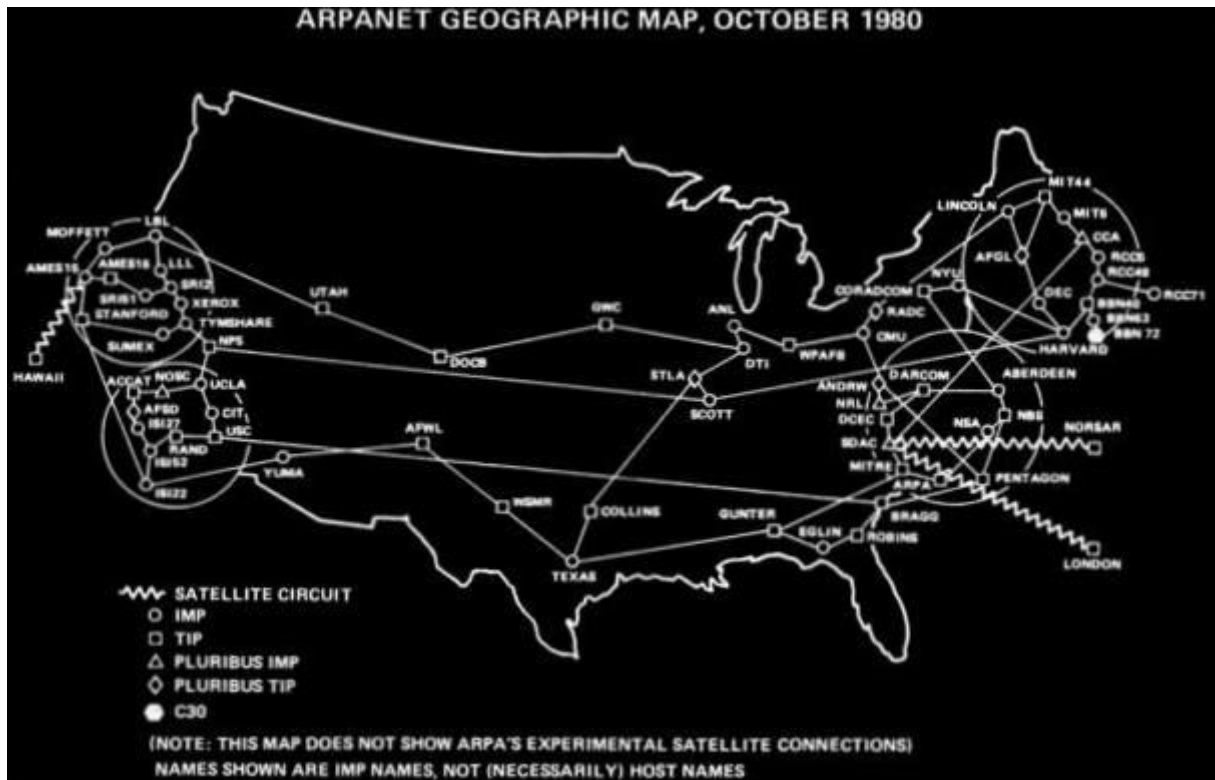 ARPANET GEOGRAPHIC MAP, OCTOBER 1980
MIT44
LINCOLN
MIT6
CCA
LBL
MOFFETT
AMES15
AMES16
LLL
SRI2
SRI51
XEROX
STANFORD
TYMSHARE
SUMEX
NPS
HAWAII
UTAH
GWC
DOCB
ANL
DTI
WPAFB
STLA
SCOTT
CORADCOM
NYU
RADC
CMU
AFGL
RCC5
RCC49
RCC71
DEC
BBN40
BBN63
BBN 72
HARVARD
ACCAT
NOSC
UCLA
AFSD
CIT
ISI27
RAND
USC
ISI52
ISI22
YUMA
AFWL
WSMR
COLLINS
TEXAS
GUNTER
EGLIN
ROBINS
BRAGG
ANDRW
DARCOM
ABERDEEN
NRL
DCEC
NSA
NBS
SDAC
NORSAR
MITRE
ARPA
PENTAGON
LONDON
SATELLITE CIRCUIT
IMP
TIP
PLURIBUS IMP
PLURIBUS TIP
C30
(NOTE: THIS MAP DOES NOT SHOW ARPA'S EXPERIMENTAL SATELLITE CONNECTIONS)
NAMES SHOWN ARE IMP NAMES, NOT (NECESSARILY) HOST NAMES